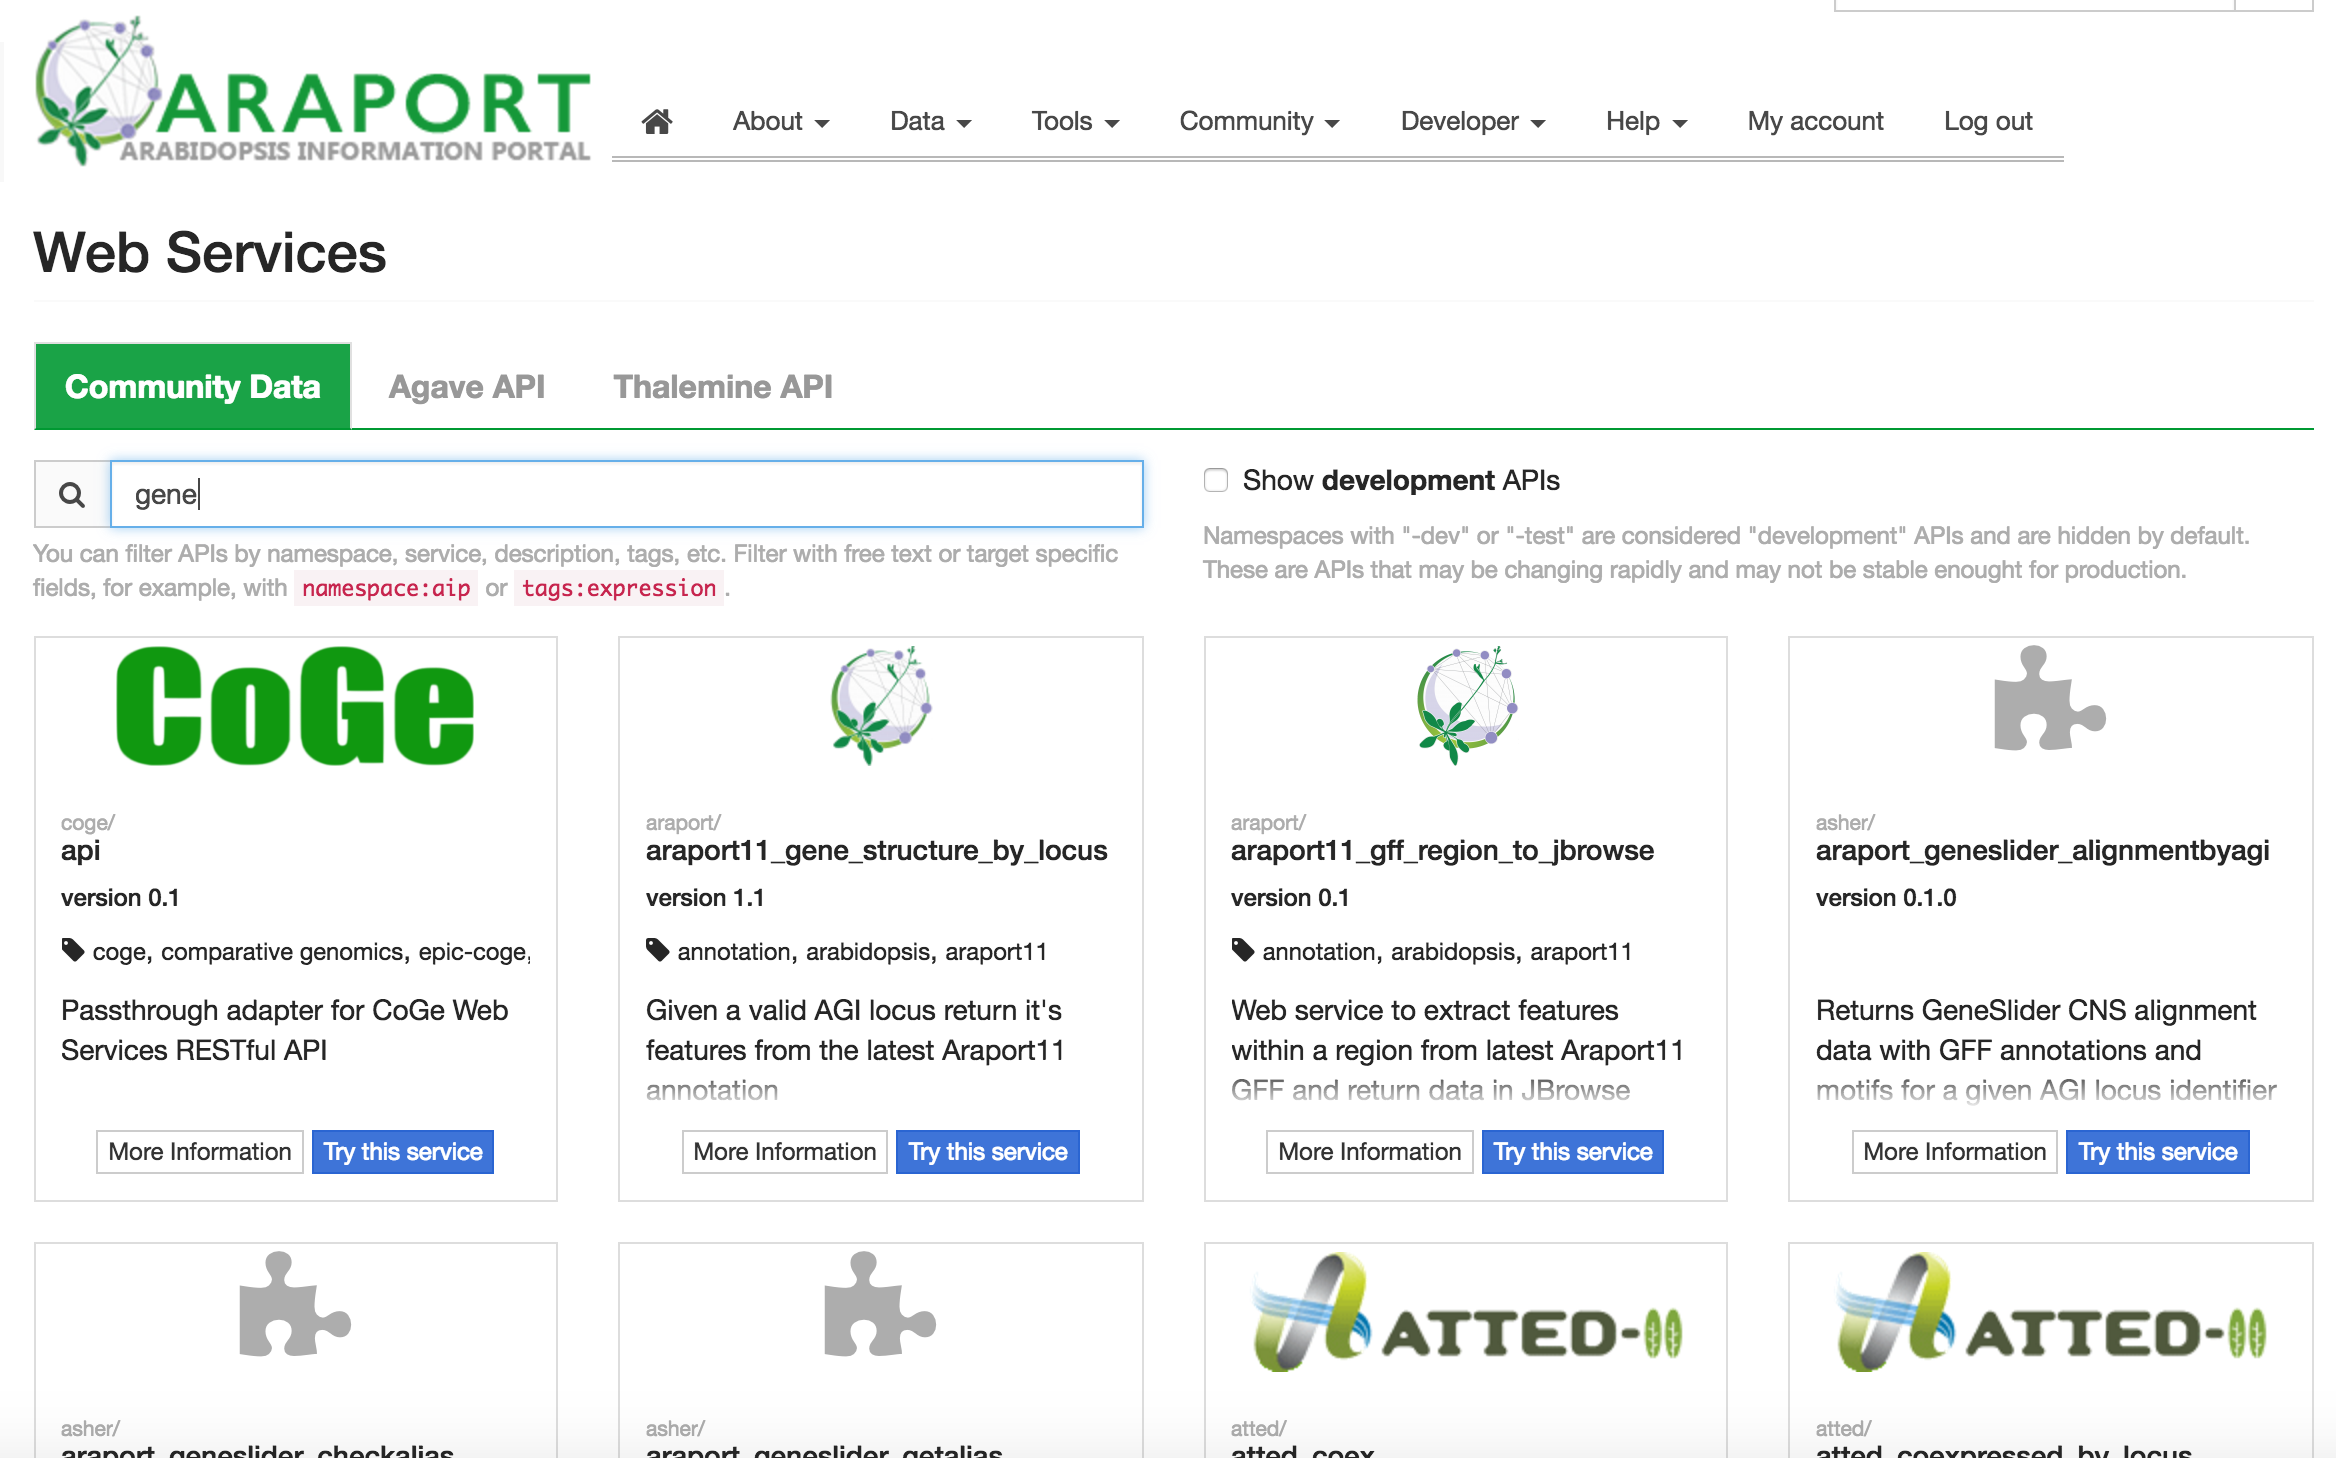 ARAPORT
ARABIDOPSIS INFORMATION PORTAL
About Data Tools Community Developer Help My account Log out
Web Services
Community Data Agave API Thalemine API
gene
Show development APIs
You can filter APIs by namespace, service, description, tags, etc. Filter with free text or target specific
fields, for example, with namespace:aip or tags:expression.
Namespaces with "-dev" or "-test" are considered "development" APIs and are hidden by default.
These are APIs that may be changing rapidly and may not be stable enought for production.
CoGe
coge/
api
version 0.1
coge, comparative genomics, epic-coge,
Passthrough adapter for CoGe Web
Services RESTful API
More Information Try this service
araport/
araport11_gene_structure_by_locus
version 1.1
annotation, arabidopsis, araport11
Given a valid AGI locus return it's
features from the latest Araport11
annotation
More Information Try this service
araport/
araport11_gff_region_to_jbrowse
version 0.1
annotation, arabidopsis, araport11
Web service to extract features
within a region from latest Araport11
GFF and return data in JBrowse
More Information Try this service
asher/
araport_geneslider_alignmentbyagi
version 0.1.0
Returns GeneSlider CNS alignment
data with GFF annotations and
motifs for a given AGI locus identifier
More Information Try this service
asher/
araport_geneslider_checkalias
asher/
araport_geneslider_getalias
ATTED-II
atted/
atted_coex
ATTED-II
atted/
atted_coexpressed_by_locus